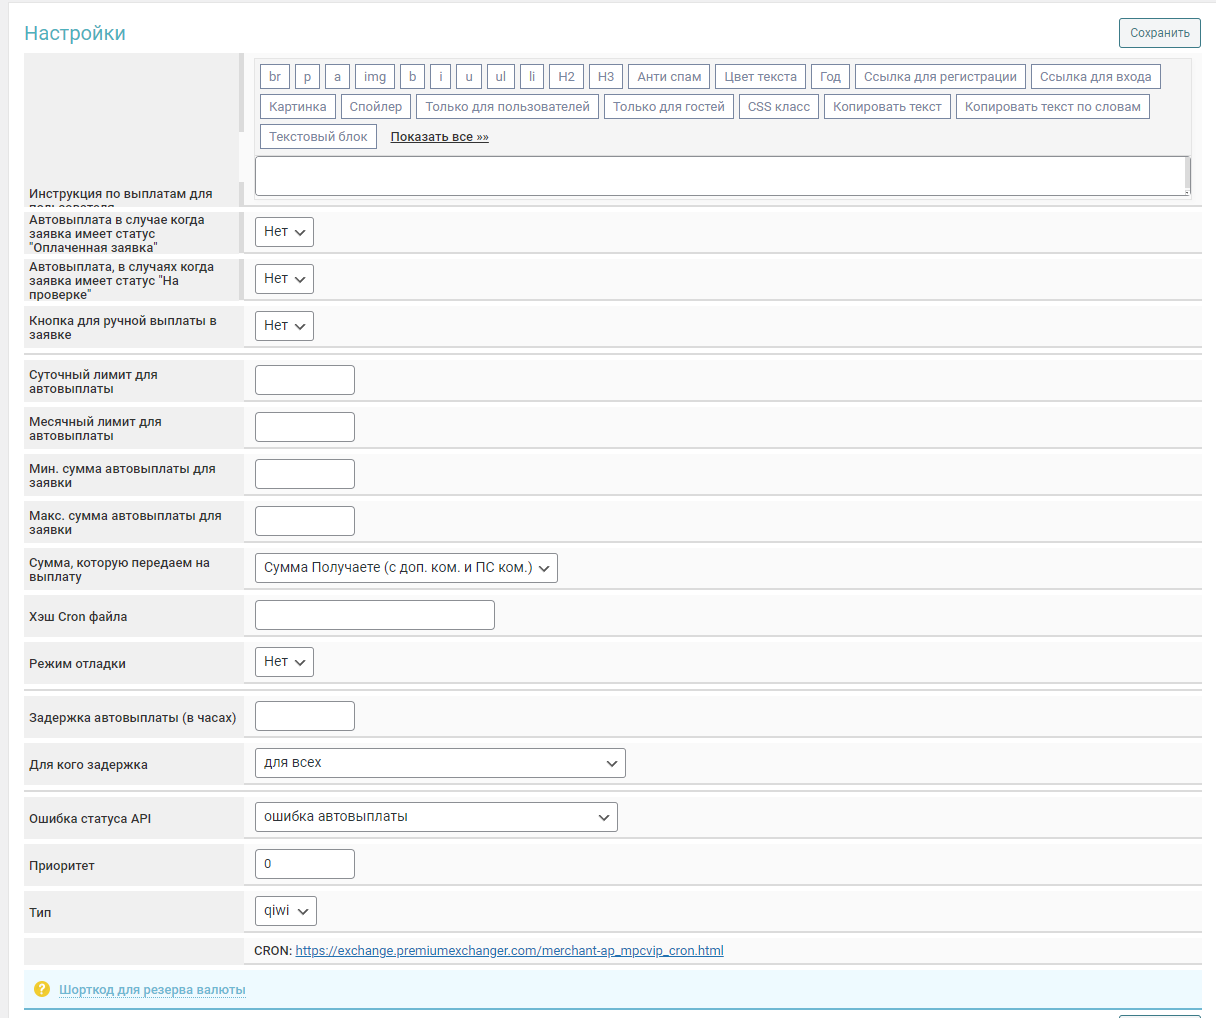 Настройки
Сохранить
br p a img b i u ul li H2 H3 Анти спам Цвет текста Год Ссылка для регистрации Ссылка для входа
Картинка Спойлер Только для пользователей Только для гостей CSS класс Копировать текст Копировать текст по словам
Текстовый блок Показать все »»
Инструкция по выплатам для
пользователя
Автовыплата в случае когда
заявка имеет статус
"Оплаченная заявка"
Нет
Автовыплата, в случаях когда
заявка имеет статус "На
проверке"
Нет
Кнопка для ручной выплаты в
заявке
Нет
Суточный лимит для
автовыплаты
Месячный лимит для
автовыплаты
Мин. сумма автовыплаты для
заявки
Макс. сумма автовыплаты для
заявки
Сумма, которую передаем на
выплату
Сумма Получаете (с доп. ком. и ПС ком.)
Хэш Cron файла
Режим отладки
Нет
Задержка автовыплаты (в часах)
Для кого задержка
для всех
Ошибка статуса API
ошибка автовыплаты
Приоритет
0
Тип
qiwi
CRON: https://exchange.premiumexchanger.com/merchant-ap_mpcvip_cron.html
? Шорткод для резерва валюты